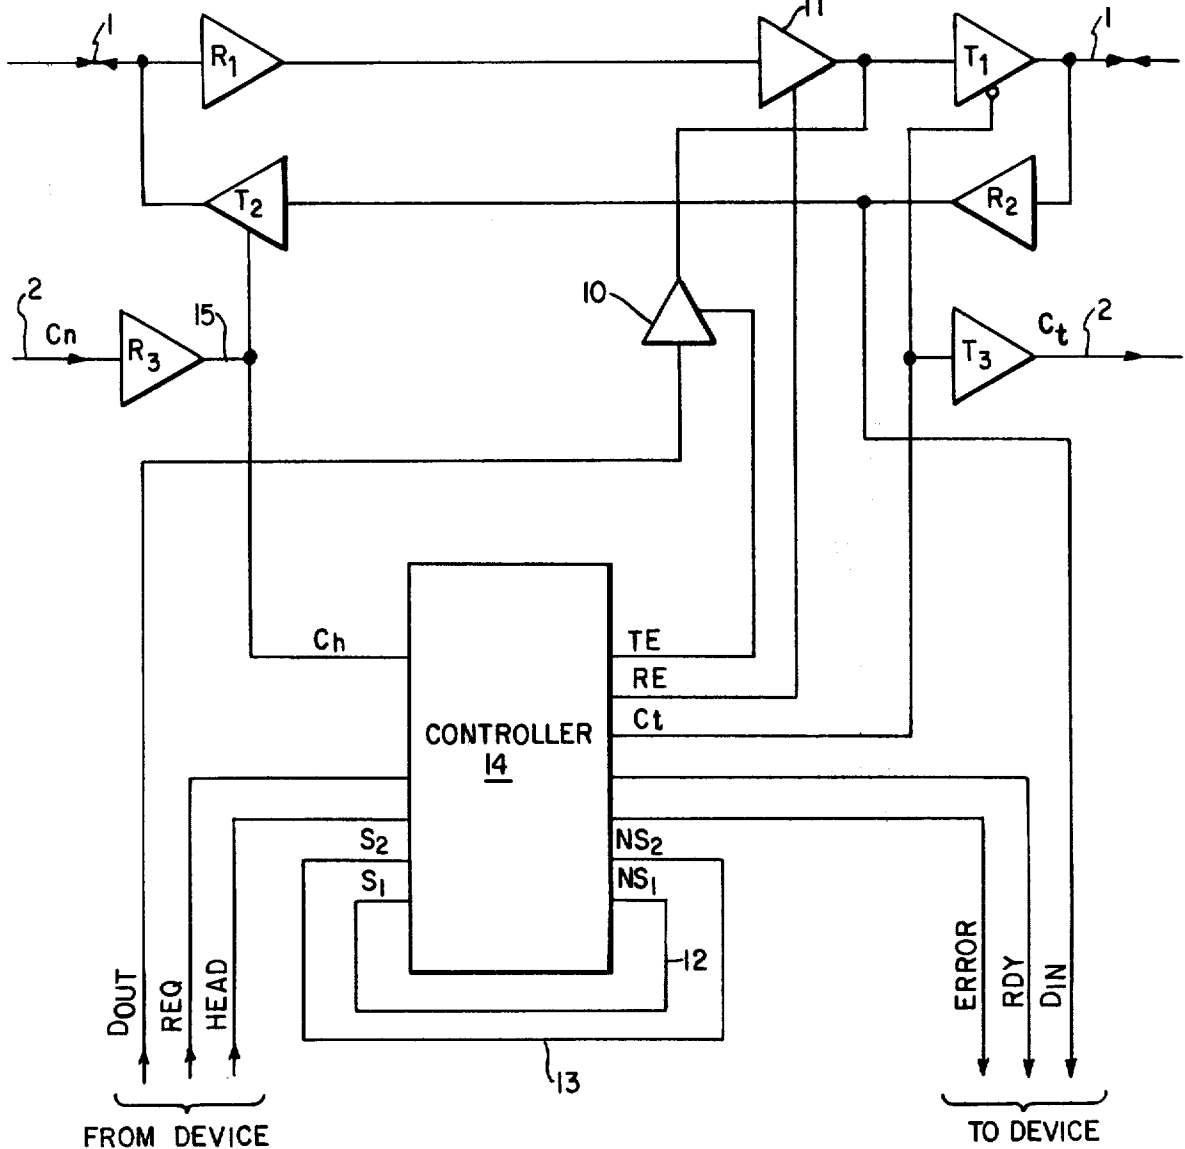 1
R1
11
T1
1
T2
R2
2
Cn
R3
15
10
T3
Ct
2
Ch
TE
RE
Ct
CONTROLLER
14
S2
NS2
S1
NS1
12
13
DOUT
REQ
HEAD
ERROR
RDY
DIN
FROM DEVICE
TO DEVICE